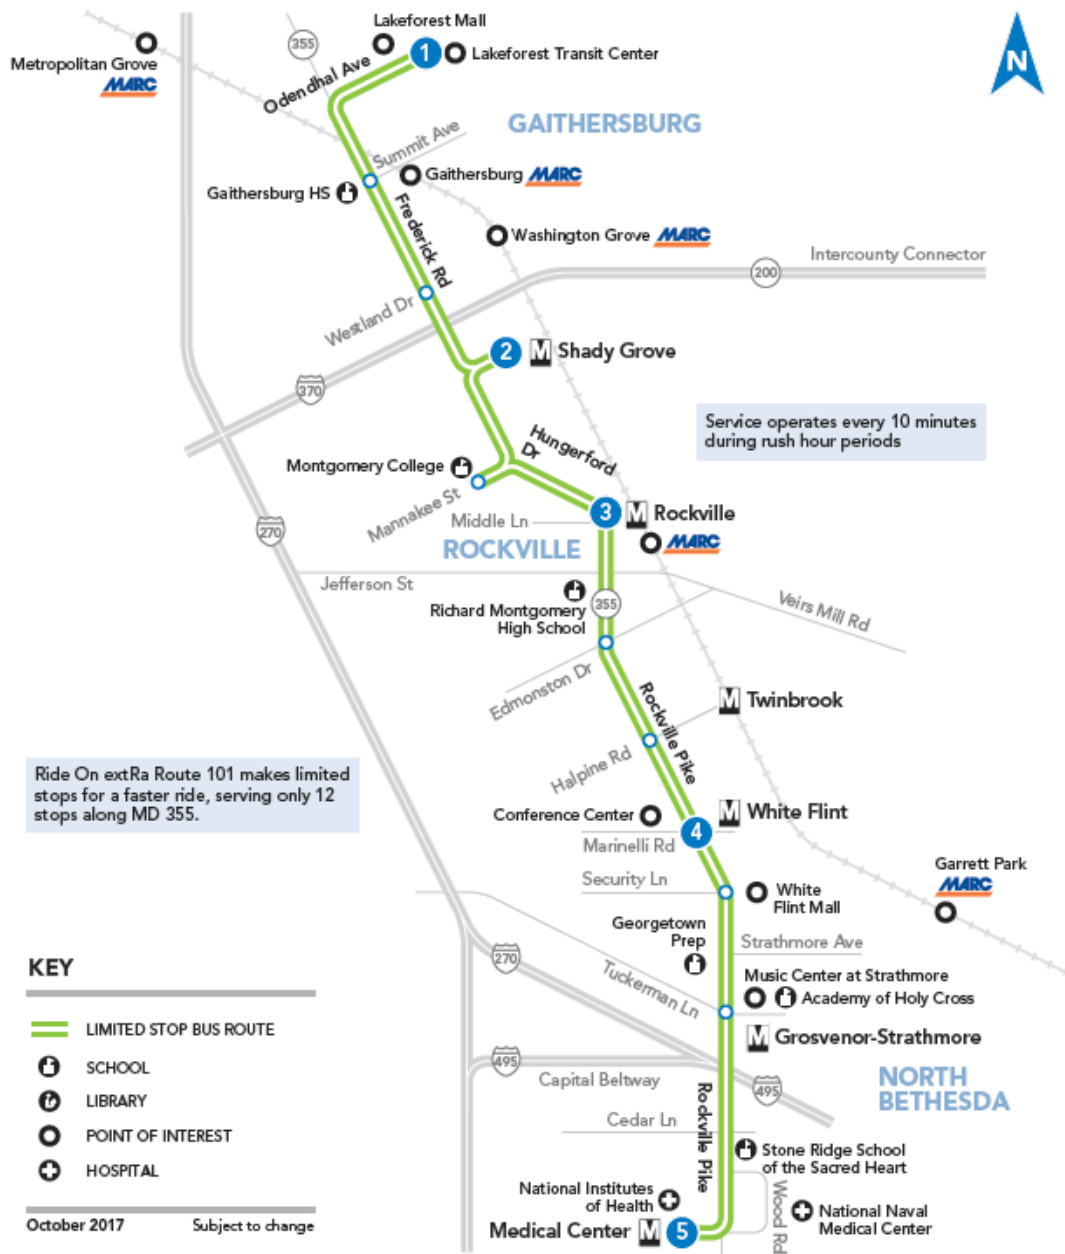 Lakeforest Mall
355
1
Lakeforest Transit Center
Metropolitan Grove
MARC
Odendhal Ave
N
GAITHERSBURG
Summit Ave
Gaithersburg MARC
Gaithersburg HS
Frederick Rd
Washington Grove MARC
Intercounty Connector
200
Westland Dr
2
M Shady Grove
370
Service operates every 10 minutes
during rush hour periods
Hungerford
Dr
Montgomery College
Mannakee St
Middle Ln
3
M Rockville
MARC
ROCKVILLE
270
Jefferson St
355
Richard Montgomery
High School
Veirs Mill Rd
Edmonston Dr
Rockville Pike
M Twinbrook
Halpine Rd
Ride On extRa Route 101 makes limited
stops for a faster ride, serving only 12
stops along MD 355.
Conference Center
M White Flint
4
Marinelli Rd
Security Ln
White
Flint Mall
Garrett Park
MARC
Georgetown
Prep
Strathmore Ave
270
Tuckerman Ln
Music Center at Strathmore
Academy of Holy Cross
M Grosvenor-Strathmore
495
Capital Beltway
495
NORTH
BETHESDA
Rockville Pike
Cedar Ln
Stone Ridge School
of the Sacred Heart
National Institutes
of Health
Wood Rd
National Naval
Medical Center
Medical Center M
5
KEY
LIMITED STOP BUS ROUTE
SCHOOL
LIBRARY
POINT OF INTEREST
HOSPITAL
October 2017
Subject to change